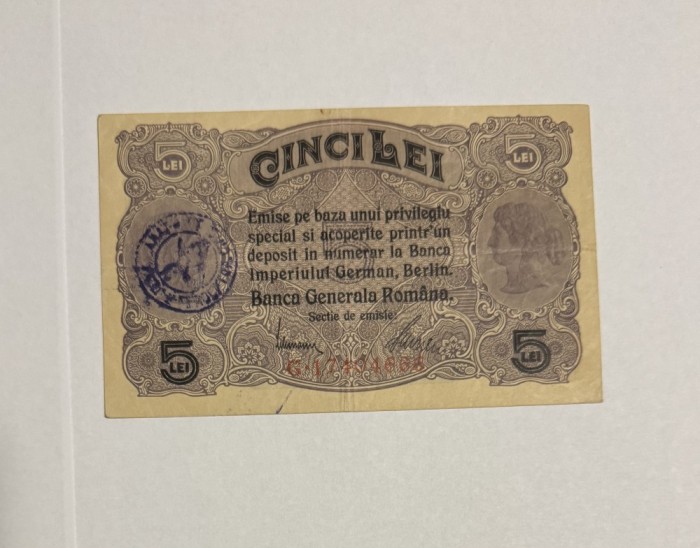 5 LEI
CINCI LEI
5 LEI
Emise pe baza unui privilegiu
special si acoperite printr'un
deposit in numerar la Banca
Imperiului German, Berlin.
Banca Generala Româna.
Sectie de emisie:
5 LEI
5 LEI